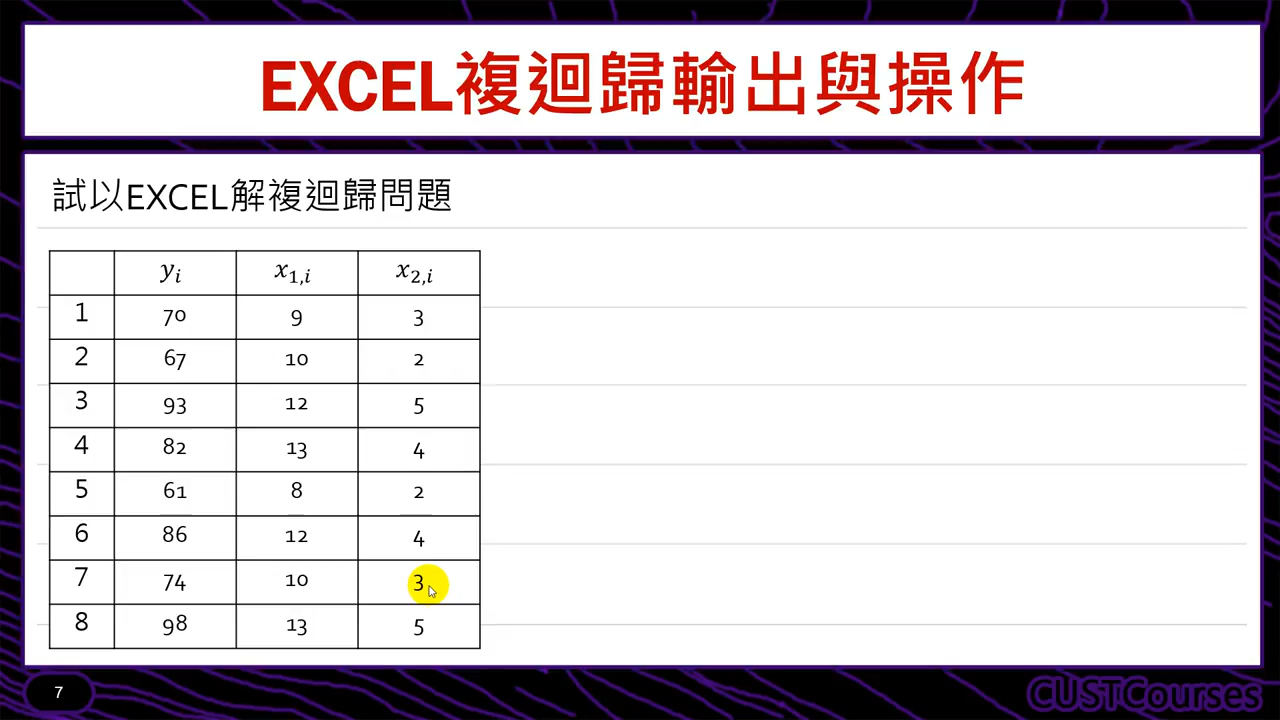 EXCEL複迴歸輸出與操作
試以EXCEL解複迴歸問題
yᵢ x₁,ᵢ x₂,ᵢ
1 70 9 3
2 67 10 2
3 93 12 5
4 82 13 4
5 61 8 2
6 86 12 4
7 74 10 3
8 98 13 5
7
CUSTCourses